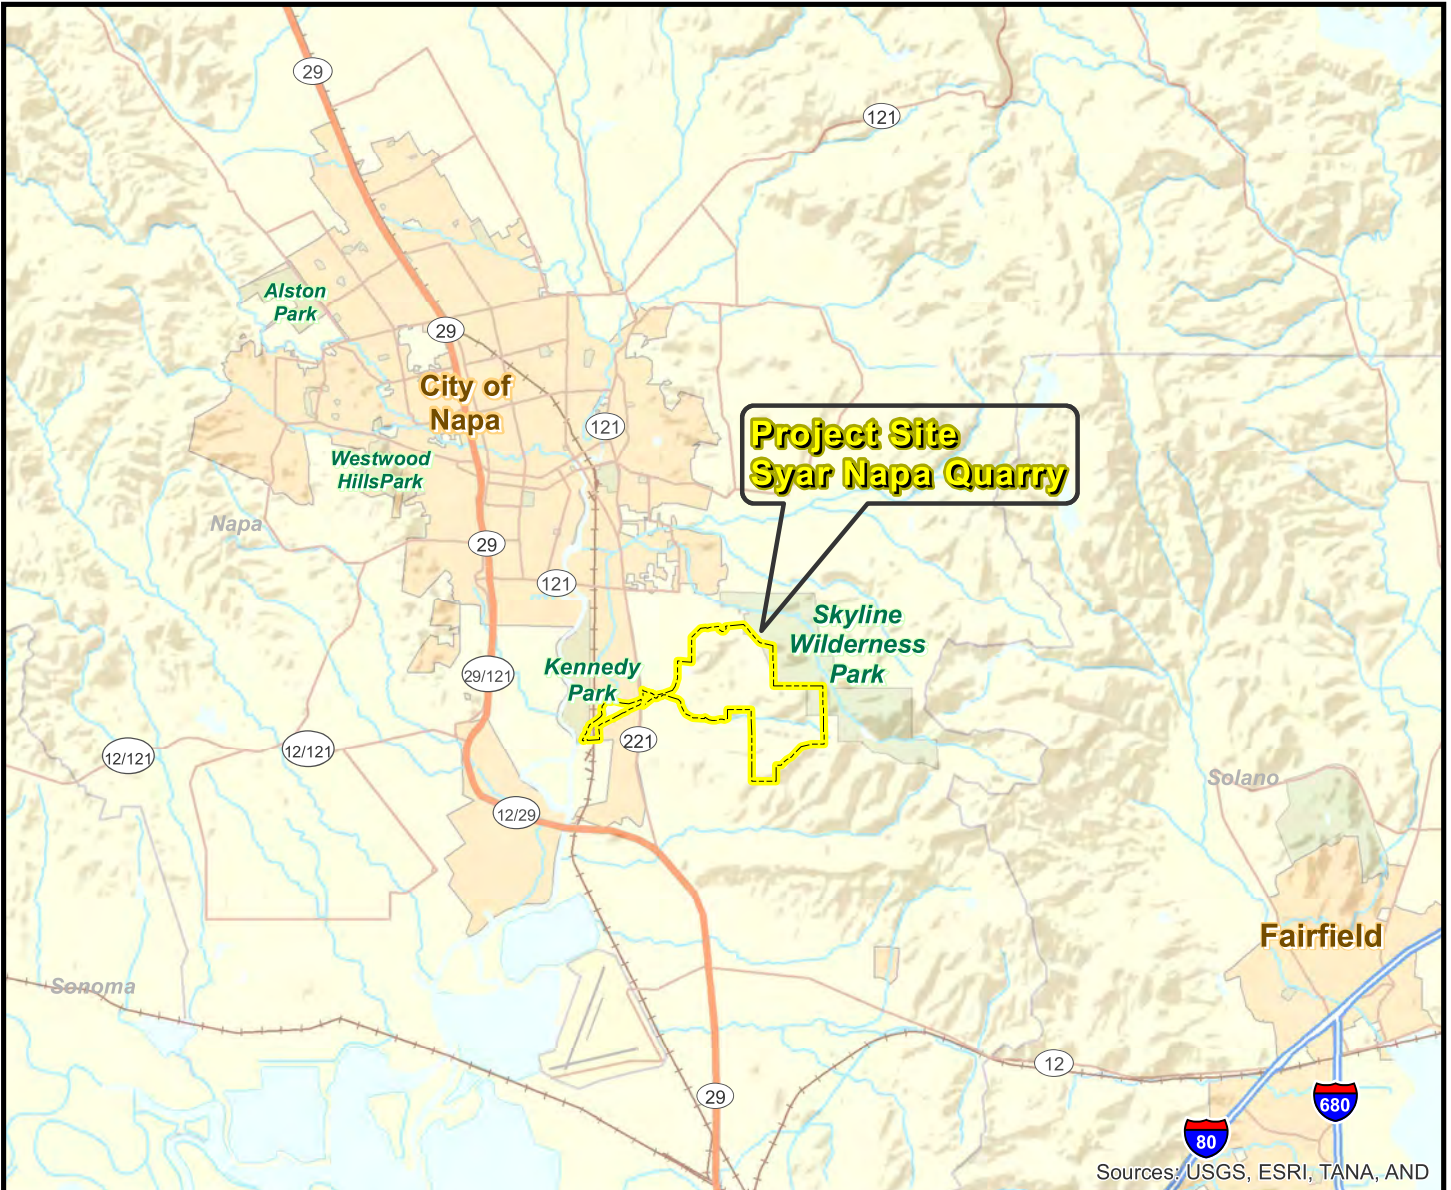 29
121
Alston
Park
29
City of
Napa
121
Project Site
Syar Napa Quarry
Westwood
HillsPark
Napa
29
121
Skyline
Wilderness
Park
Kennedy
Park
29/121
221
12/121
12/121
Solano
12/29
Fairfield
Sonoma
12
29
680
80
Sources: USGS, ESRI, TANA, AND